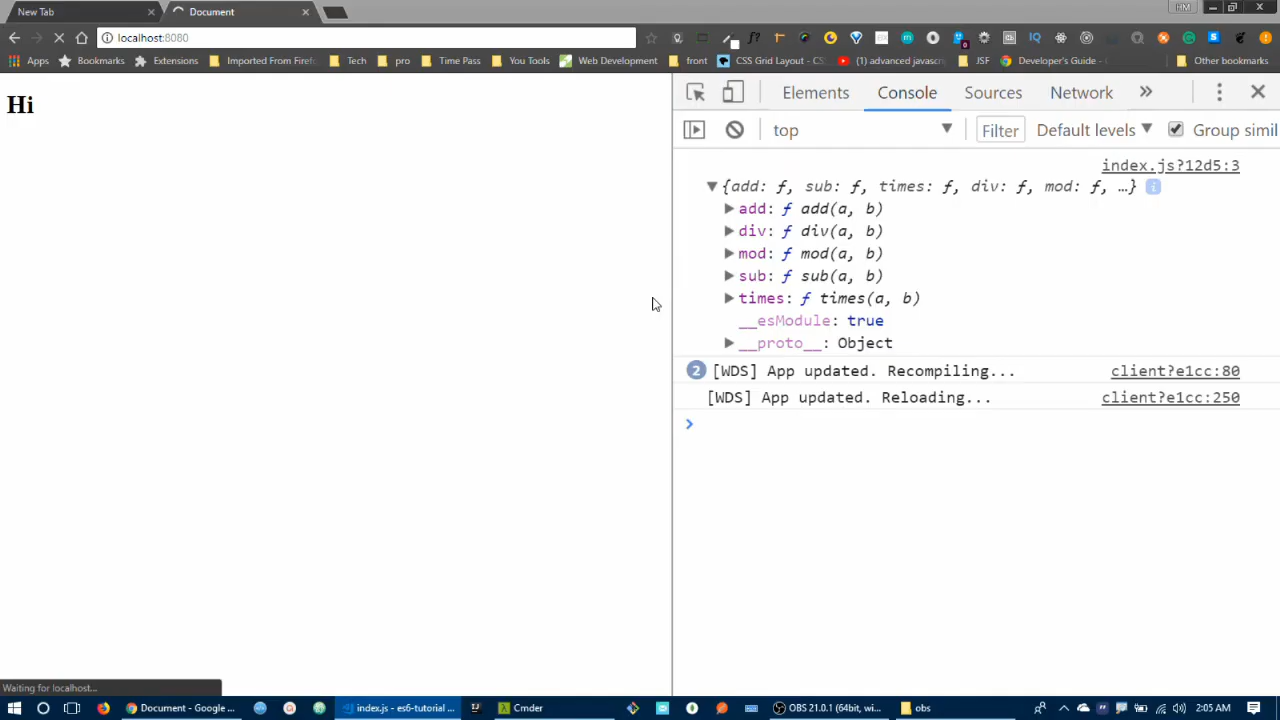 New Tab
Document
HM
localhost:8080
Apps
Bookmarks
Extensions
Imported From Firef
Tech
pro
Time Pass
You Tools
Web Development
front
CSS Grid Layout - CS
(1) advanced javascri
JSF
Developer's Guide -
Other bookmarks
Hi
Elements
Console
Sources
Network
»
top
Filter
Default levels
Group simil
index.js?12d5:3
{add: ƒ, sub: ƒ, times: ƒ, div: ƒ, mod: ƒ, …}
add: ƒ add(a, b)
div: ƒ div(a, b)
mod: ƒ mod(a, b)
sub: ƒ sub(a, b)
times: ƒ times(a, b)
__esModule: true
__proto__: Object
2 [WDS] App updated. Recompiling... client?e1cc:80
[WDS] App updated. Reloading... client?e1cc:250
Waiting for localhost...
Document - Google ...
index.js - es6-tutorial ...
Cmder
OBS 21.0.1 (64bit, wi...
obs
2:05 AM